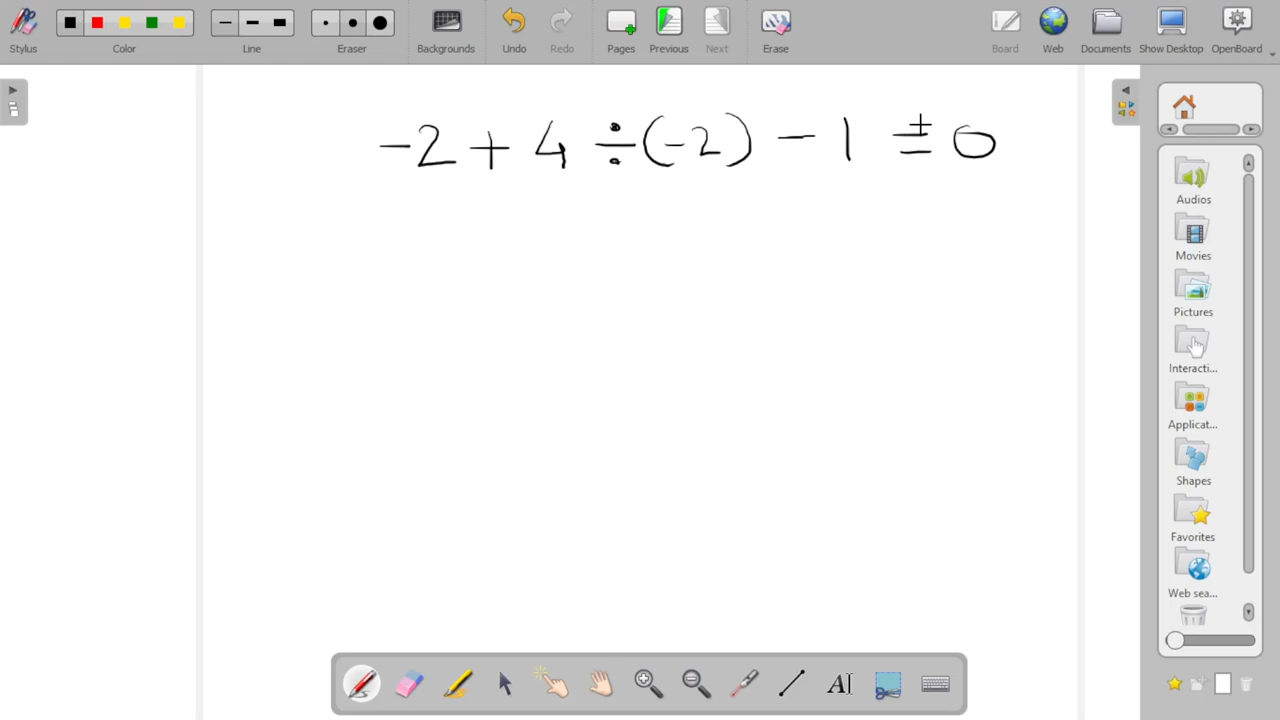 Stylus Color Line Eraser Backgrounds Undo Redo Pages Previous Next Erase Board Web Documents Show Desktop OpenBoard
-2 + 4 ÷ (-2) - 1 ± 0
Audios
Movies
Pictures
Interacti...
Applicat...
Shapes
Favorites
Web sea...
A